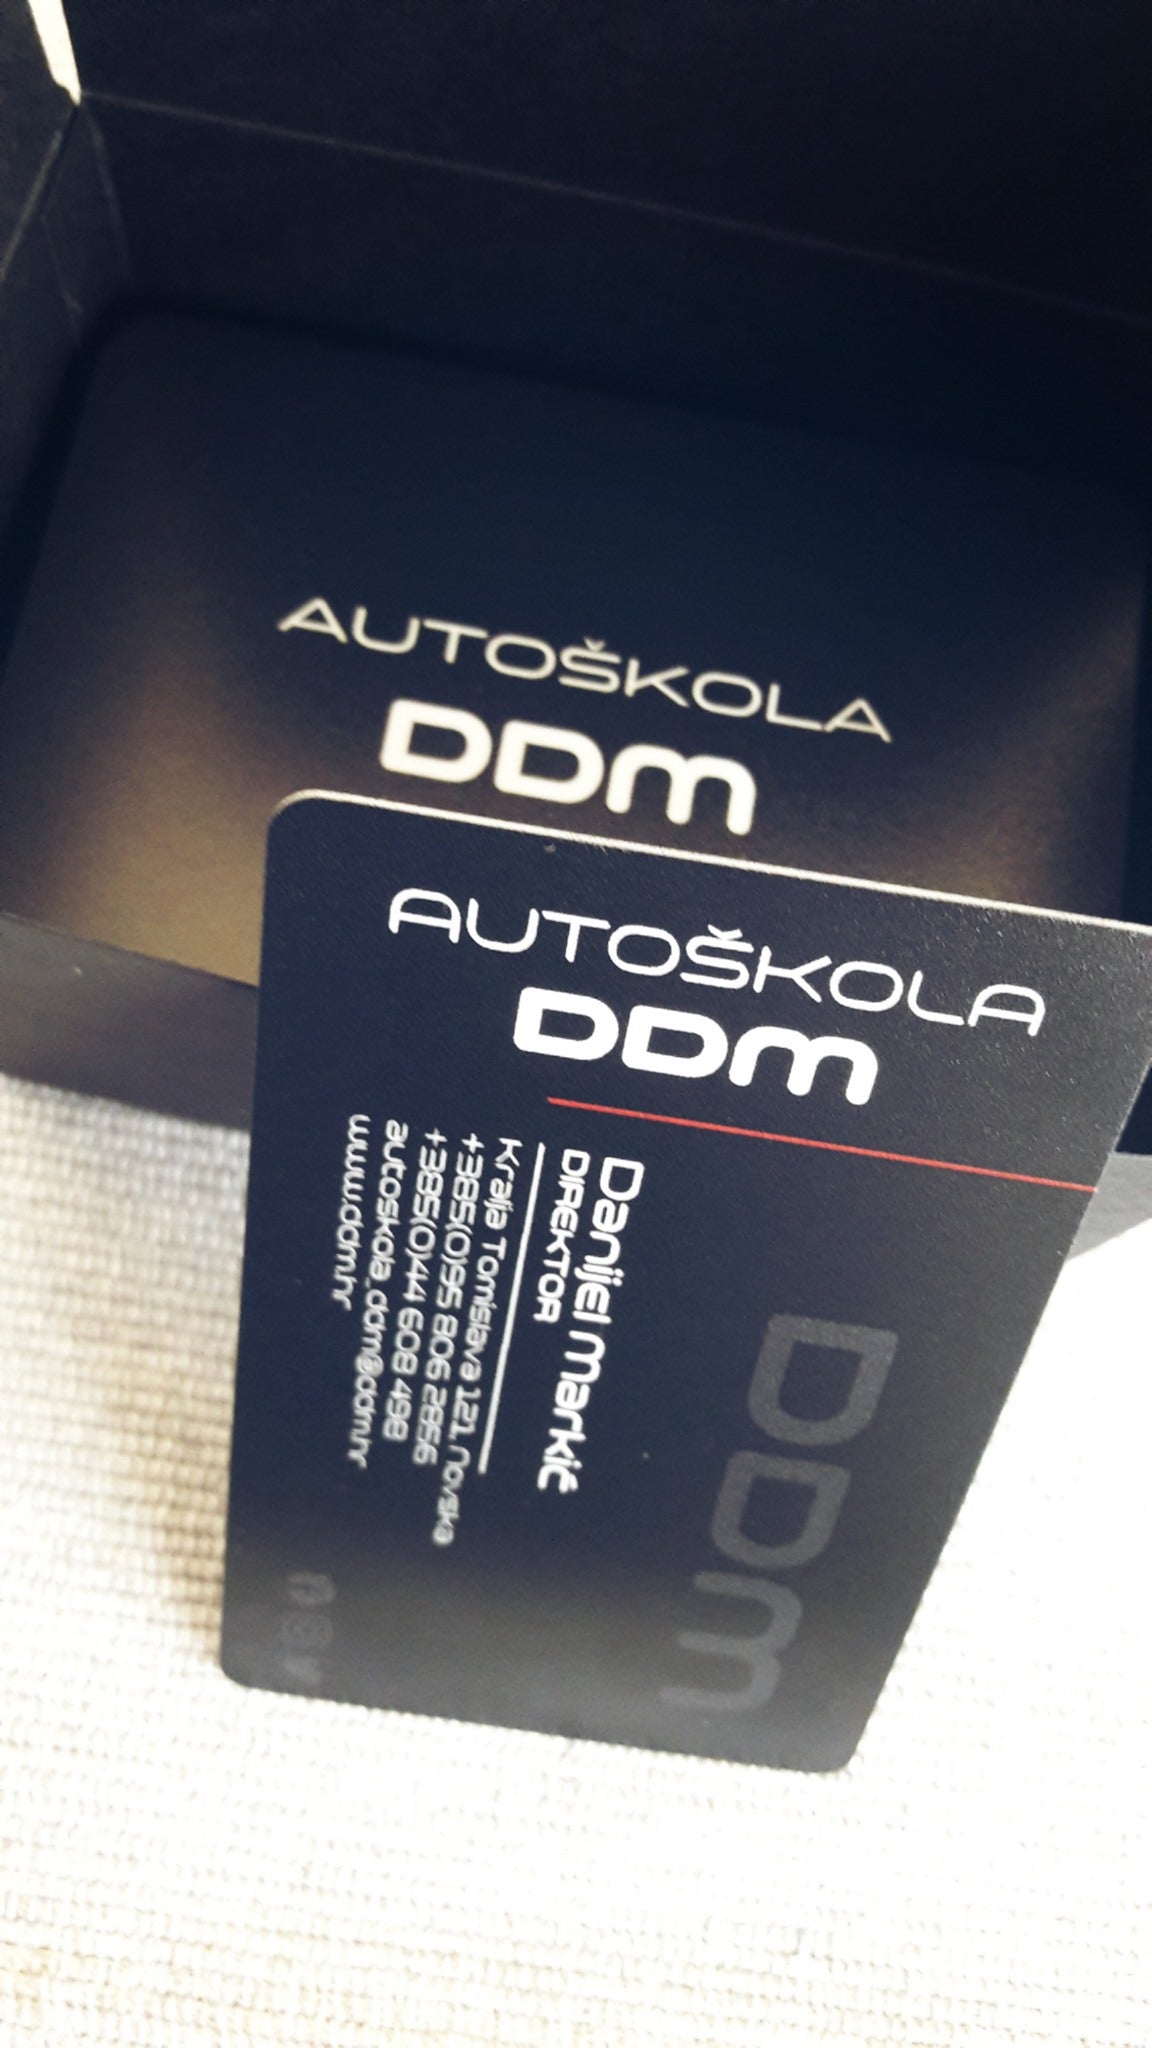 AUTOŠKOLA
DDM
AUTOŠKOLA
DDM
Danijel Markić
DIREKTOR
Kralja Tomislava 121, Novska
+385(0)95 806 2856
+385(0)44 608 498
autoskola_ddm@ddm.hr
www.ddm.hr
DDM